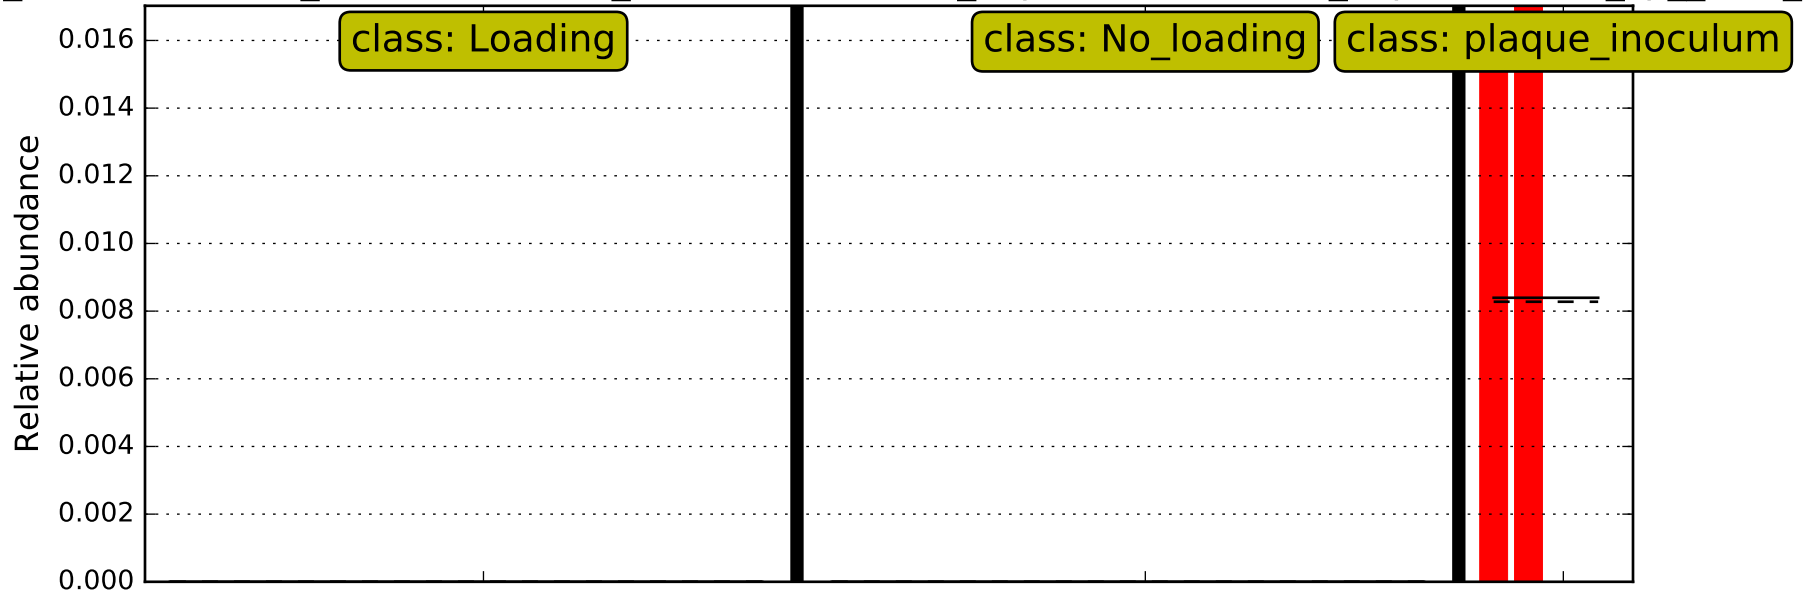 class: Loading
class: No_loading
class: plaque_inoculum
Relative abundance
0.016
0.014
0.012
0.010
0.008
0.006
0.004
0.002
0.000